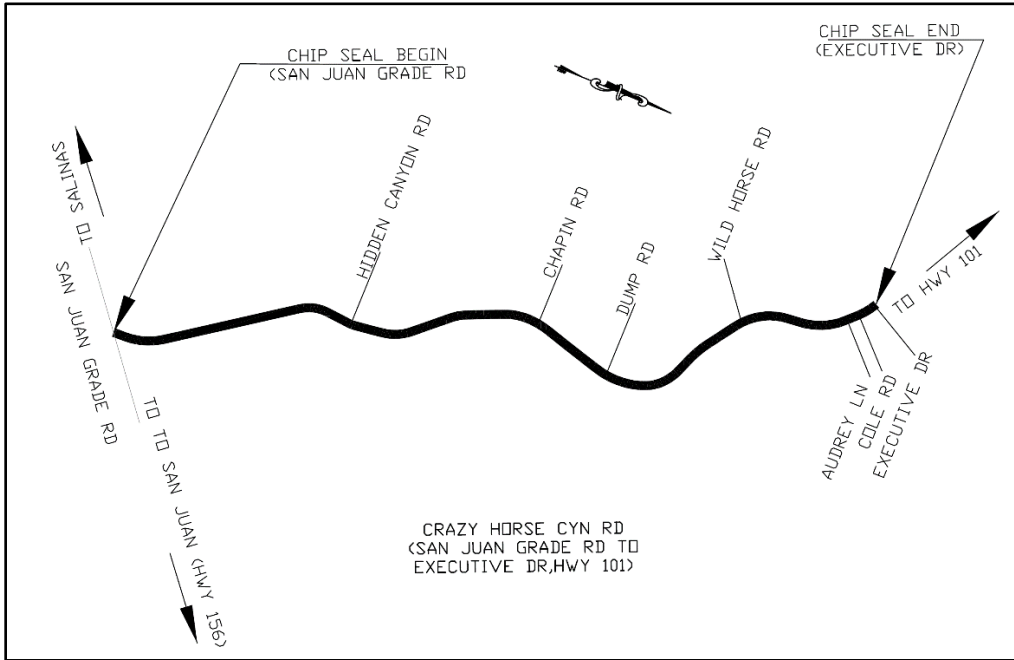 CHIP SEAL BEGIN
(SAN JUAN GRADE RD
CHIP SEAL END
(EXECUTIVE DR)
TO SALINAS
SAN JUAN GRADE RD
TO TO SAN JUAN (HWY 156)
HIDDEN CANYON RD
CHAPIN RD
DUMP RD
WILD HORSE RD
TO HWY 101
AUDREY LN
COLE RD
EXECUTIVE DR
CRAZY HORSE CYN RD
(SAN JUAN GRADE RD TO
EXECUTIVE DR,HWY 101)